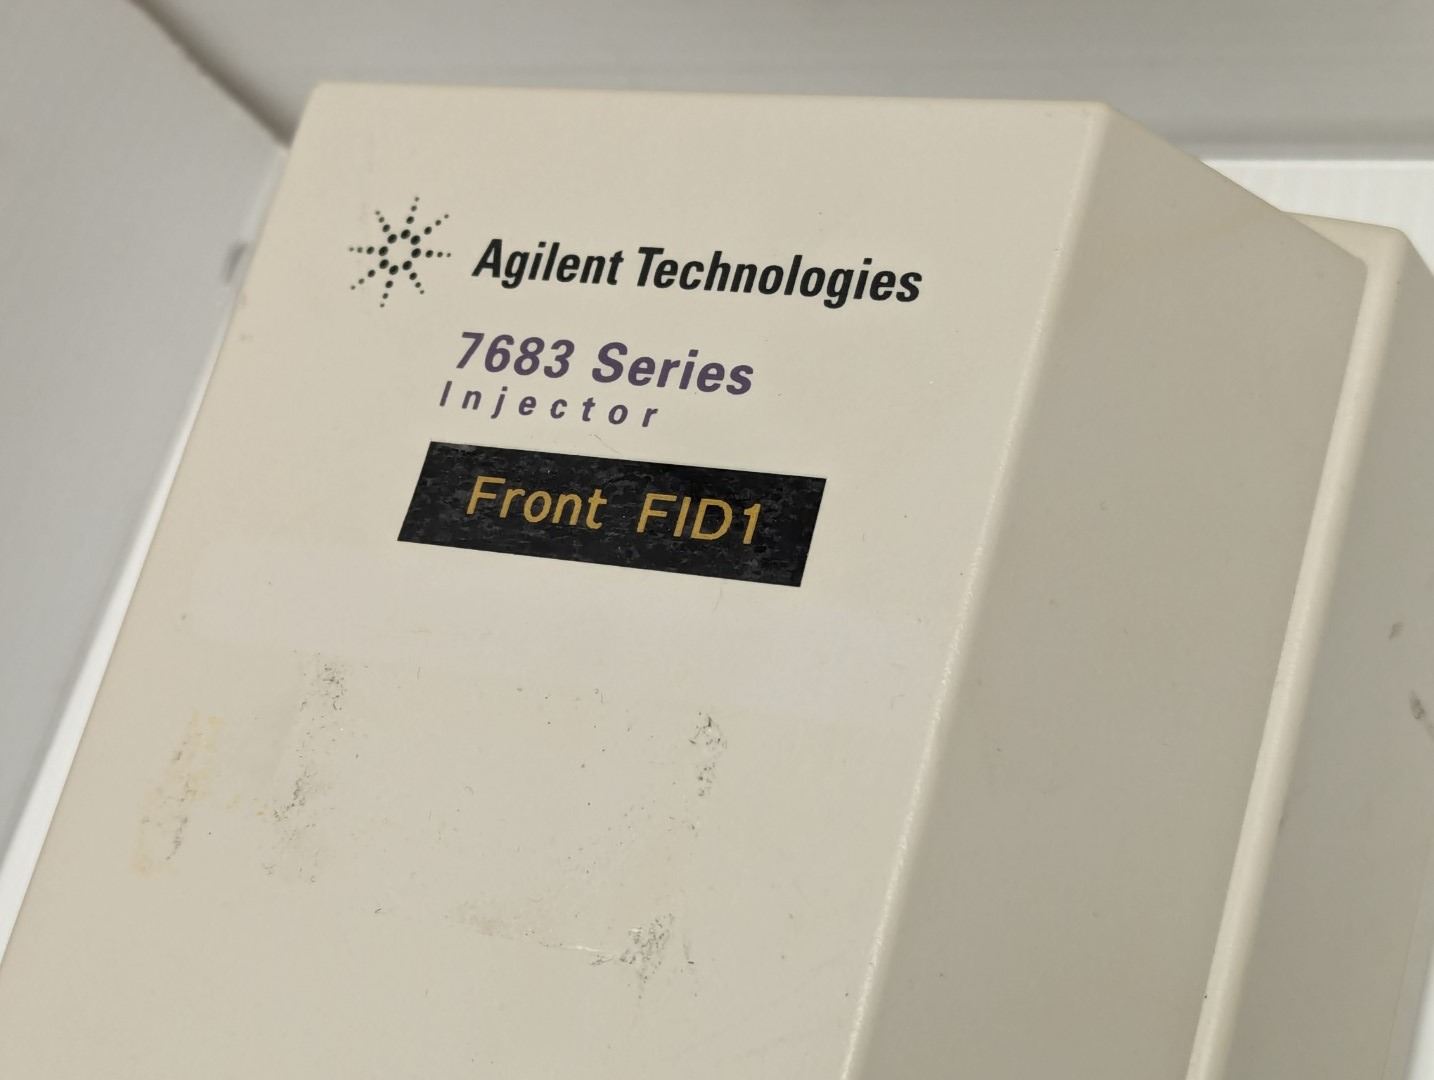 Agilent Technologies
7683 Series
Injector
Front FID1